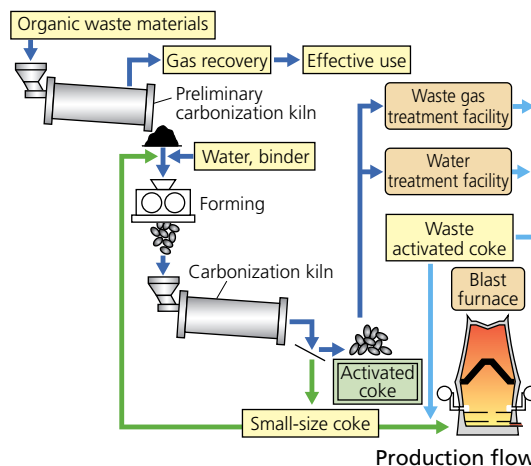 Organic waste materials
Gas recovery
Effective use
Preliminary
carbonization kiln
Waste gas
treatment facility
Water, binder
Water
treatment facility
Forming
Waste
activated coke
Carbonization kiln
Blast
furnace
Activated
coke
Small-size coke
Production flow